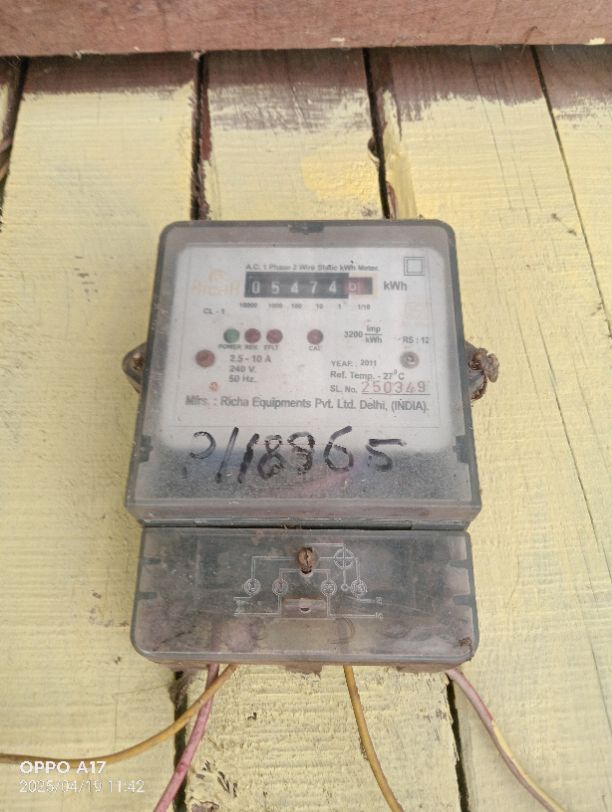 A.C. 1 Phase 2 Wire Static kWh Meter.
05474 kWh
10000 1000 100 10 1 1/10
CL - 1
POWER REV. EFLT CAL
3200 imp/kWh
RS : 12
2.5 - 10 A
240 V.
50 Hz.
YEAR : 2011
Ref. Temp. - 27°C
SL. No. 250349
Mfrs. : Richa Equipments Pvt. Ltd. Delhi, (INDIA).
P/18865
OPPO A17
2025/04/19 11:42